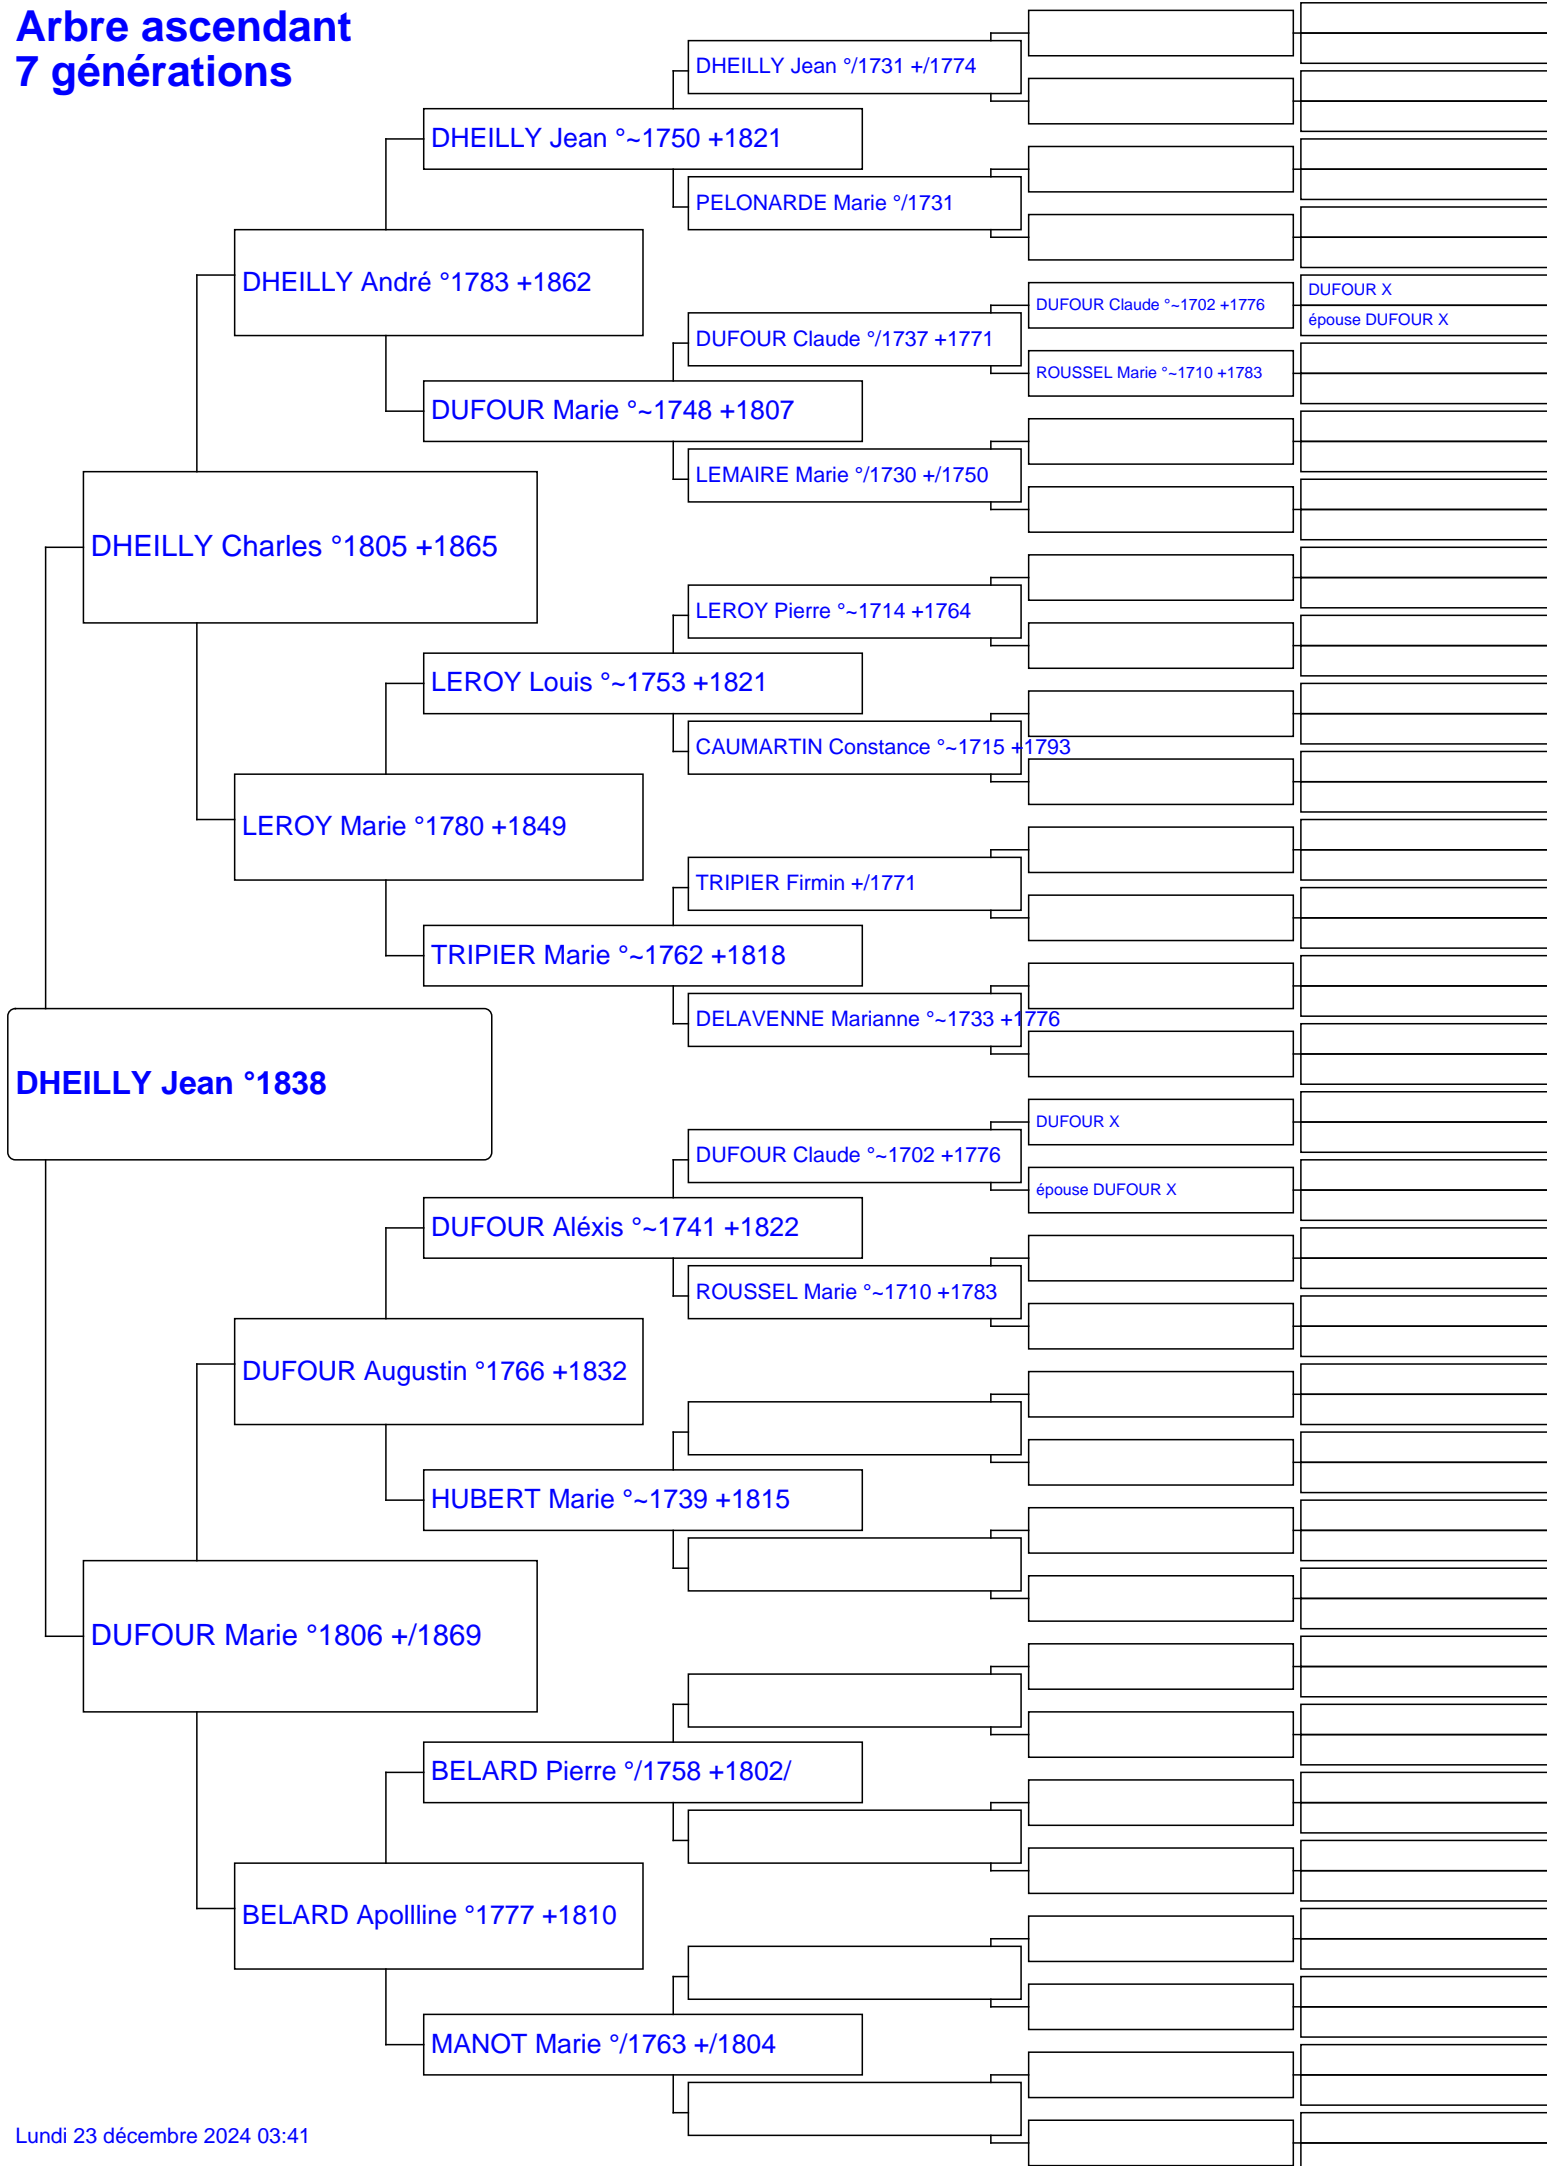 Arbre ascendant
7 générations
DHEILLY Jean °/1731 +/1774
DHEILLY Jean °~1750 +1821
PELONARDE Marie °/1731
DHEILLY André °1783 +1862
DUFOUR X
DUFOUR Claude °~1702 +1776
épouse DUFOUR X
DUFOUR Claude °/1737 +1771
ROUSSEL Marie °~1710 +1783
DUFOUR Marie °~1748 +1807
LEMAIRE Marie °/1730 +/1750
DHEILLY Charles °1805 +1865
LEROY Pierre °~1714 +1764
LEROY Louis °~1753 +1821
CAUMARTIN Constance °~1715 +1793
LEROY Marie °1780 +1849
TRIPIER Firmin +/1771
TRIPIER Marie °~1762 +1818
DELAVENNE Marianne °~1733 +1776
DHEILLY Jean °1838
DUFOUR X
DUFOUR Claude °~1702 +1776
épouse DUFOUR X
DUFOUR Aléxis °~1741 +1822
ROUSSEL Marie °~1710 +1783
DUFOUR Augustin °1766 +1832
HUBERT Marie °~1739 +1815
DUFOUR Marie °1806 +/1869
BELARD Pierre °/1758 +1802/
BELARD Apollline °1777 +1810
MANOT Marie °/1763 +/1804
Lundi 23 décembre 2024 03:41